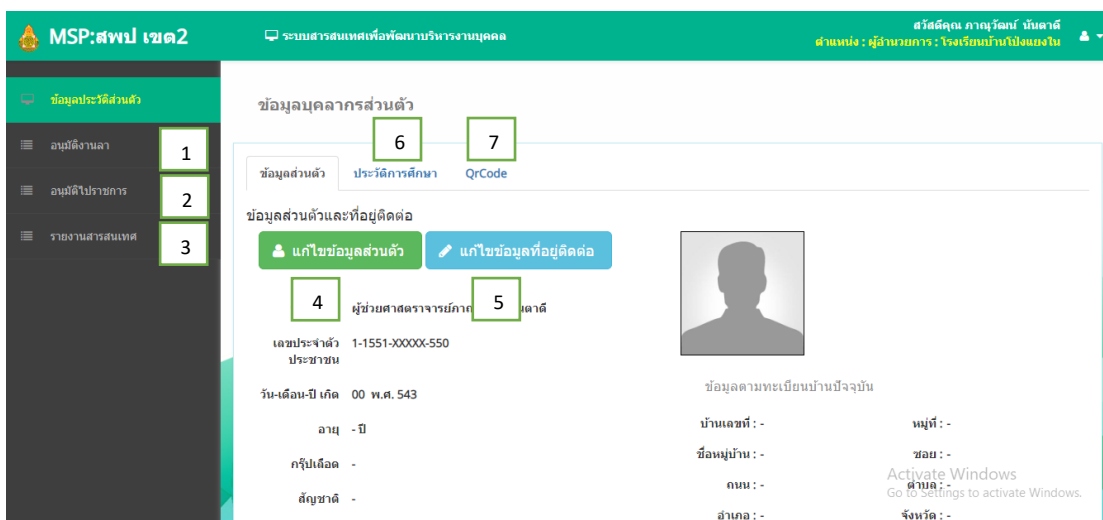 MSP:สพป เขต2
ระบบสารสนเทศเพื่อพัฒนาบริหารงานบุคคล
สวัสดีคุณ ภาณุวัฒน์ นันตาดี
ตำแหน่ง : ผู้อำนวยการ : โรงเรียนบ้านโป่งแยงใน
ข้อมูลประวัติส่วนตัว
อนุมัติงานลา
1
อนุมัติไปราชการ
2
รายงานสารสนเทศ
3
ข้อมูลบุคลากรส่วนตัว
6
7
ข้อมูลส่วนตัว ประวัติการศึกษา QrCode
ข้อมูลส่วนตัวและที่อยู่ติดต่อ
แก้ไขข้อมูลส่วนตัว แก้ไขข้อมูลที่อยู่ติดต่อ
4
5
ผู้ช่วยศาสตราจารย์
เลขประจำตัว 1-1551-XXXXX-550
ประชาชน
วัน-เดือน-ปี เกิด 00 พ.ศ. 543
อายุ - ปี
กรุ๊ปเลือด -
สัญชาติ -
ข้อมูลตามทะเบียนบ้านปัจจุบัน
บ้านเลขที่ : - หมู่ที่ : -
ชื่อหมู่บ้าน : - ซอย : -
ถนน : - ตำบล : -
อำเภอ : - จังหวัด : -
Activate Windows
Go to Settings to activate Windows.